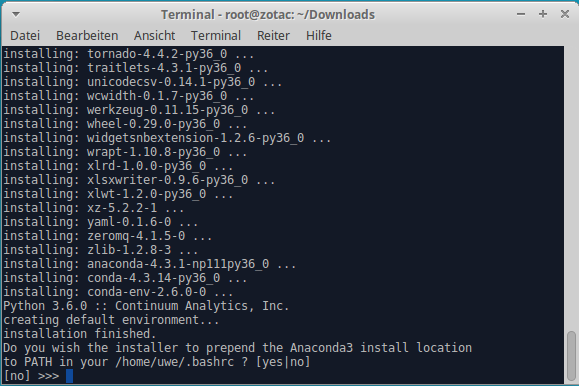 Terminal - root@zotac: ~/Downloads
Datei Bearbeiten Ansicht Terminal Reiter Hilfe
installing: tornado-4.4.2-py36_0 ...
installing: traitlets-4.3.1-py36_0 ...
installing: unicodecsv-0.14.1-py36_0 ...
installing: wcwidth-0.1.7-py36_0 ...
installing: werkzeug-0.11.15-py36_0 ...
installing: wheel-0.29.0-py36_0 ...
installing: widgetsnbextension-1.2.6-py36_0 ...
installing: wrapt-1.10.8-py36_0 ...
installing: xlrd-1.0.0-py36_0 ...
installing: xlsxwriter-0.9.6-py36_0 ...
installing: xlwt-1.2.0-py36_0 ...
installing: xz-5.2.2-1 ...
installing: yaml-0.1.6-0 ...
installing: zeromq-4.1.5-0 ...
installing: zlib-1.2.8-3 ...
installing: anaconda-4.3.1-np111py36_0 ...
installing: conda-4.3.14-py36_0 ...
installing: conda-env-2.6.0-0 ...
Python 3.6.0 :: Continuum Analytics, Inc.
creating default environment...
installation finished.
Do you wish the installer to prepend the Anaconda3 install location
to PATH in your /home/uwe/.bashrc ? [yes|no]
[no] >>>